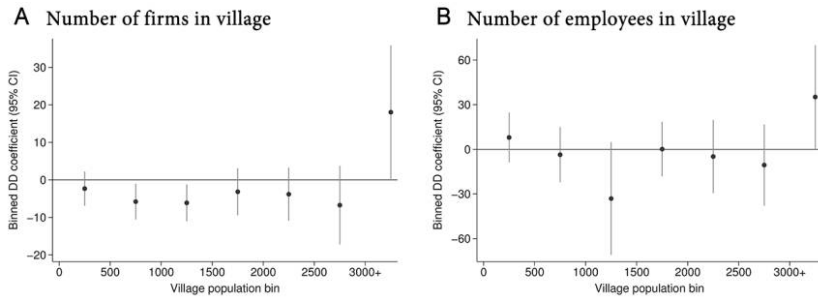 A Number of firms in village
Binned DD coefficient (95% CI)
30
20
10
0
−10
−20
0 500 1000 1500 2000 2500 3000+
Village population bin
B Number of employees in village
Binned DD coefficient (95% CI)
60
30
0
−30
−60
0 500 1000 1500 2000 2500 3000+
Village population bin